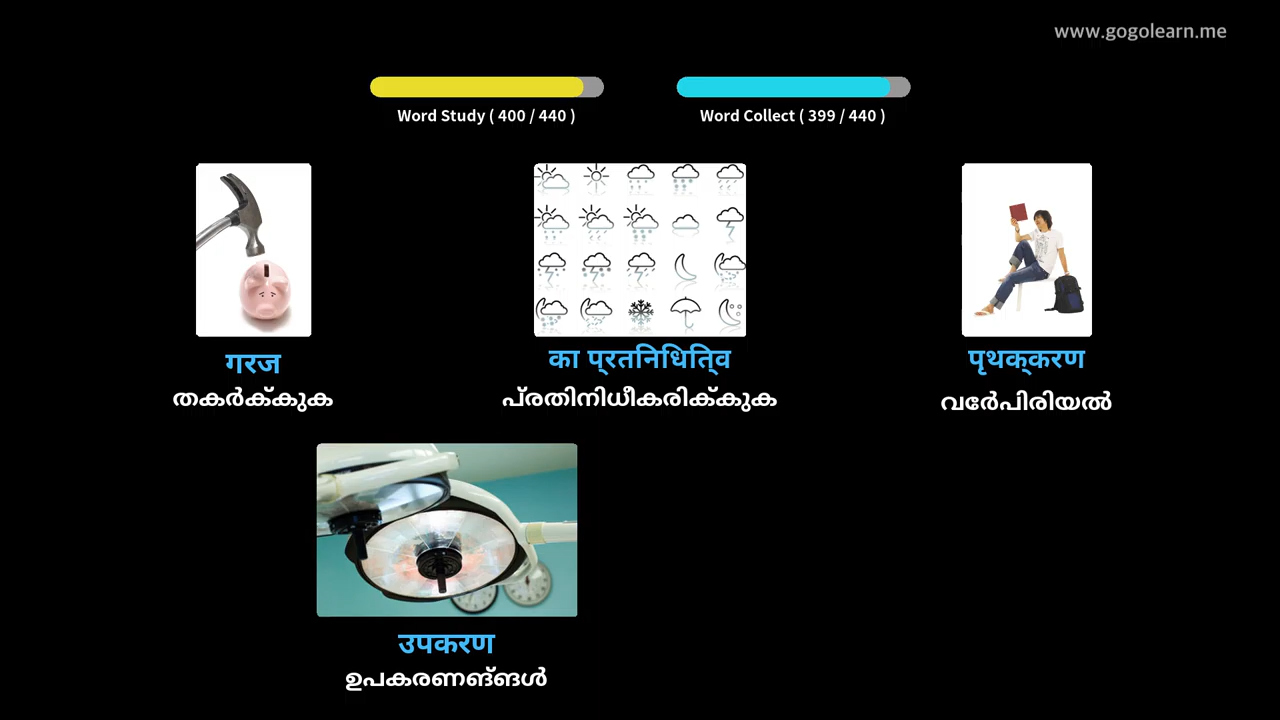 www.gogolearn.me
Word Study ( 400 / 440 )
Word Collect ( 399 / 440 )
गरज
തകർക്കുക
का प्रतनिधिति्व
പ്രതിനിധീകരിക്കുക
पृथक्करण
വേർപിരിയൽ
उपकरण
ഉപകരണങ്ങൾ